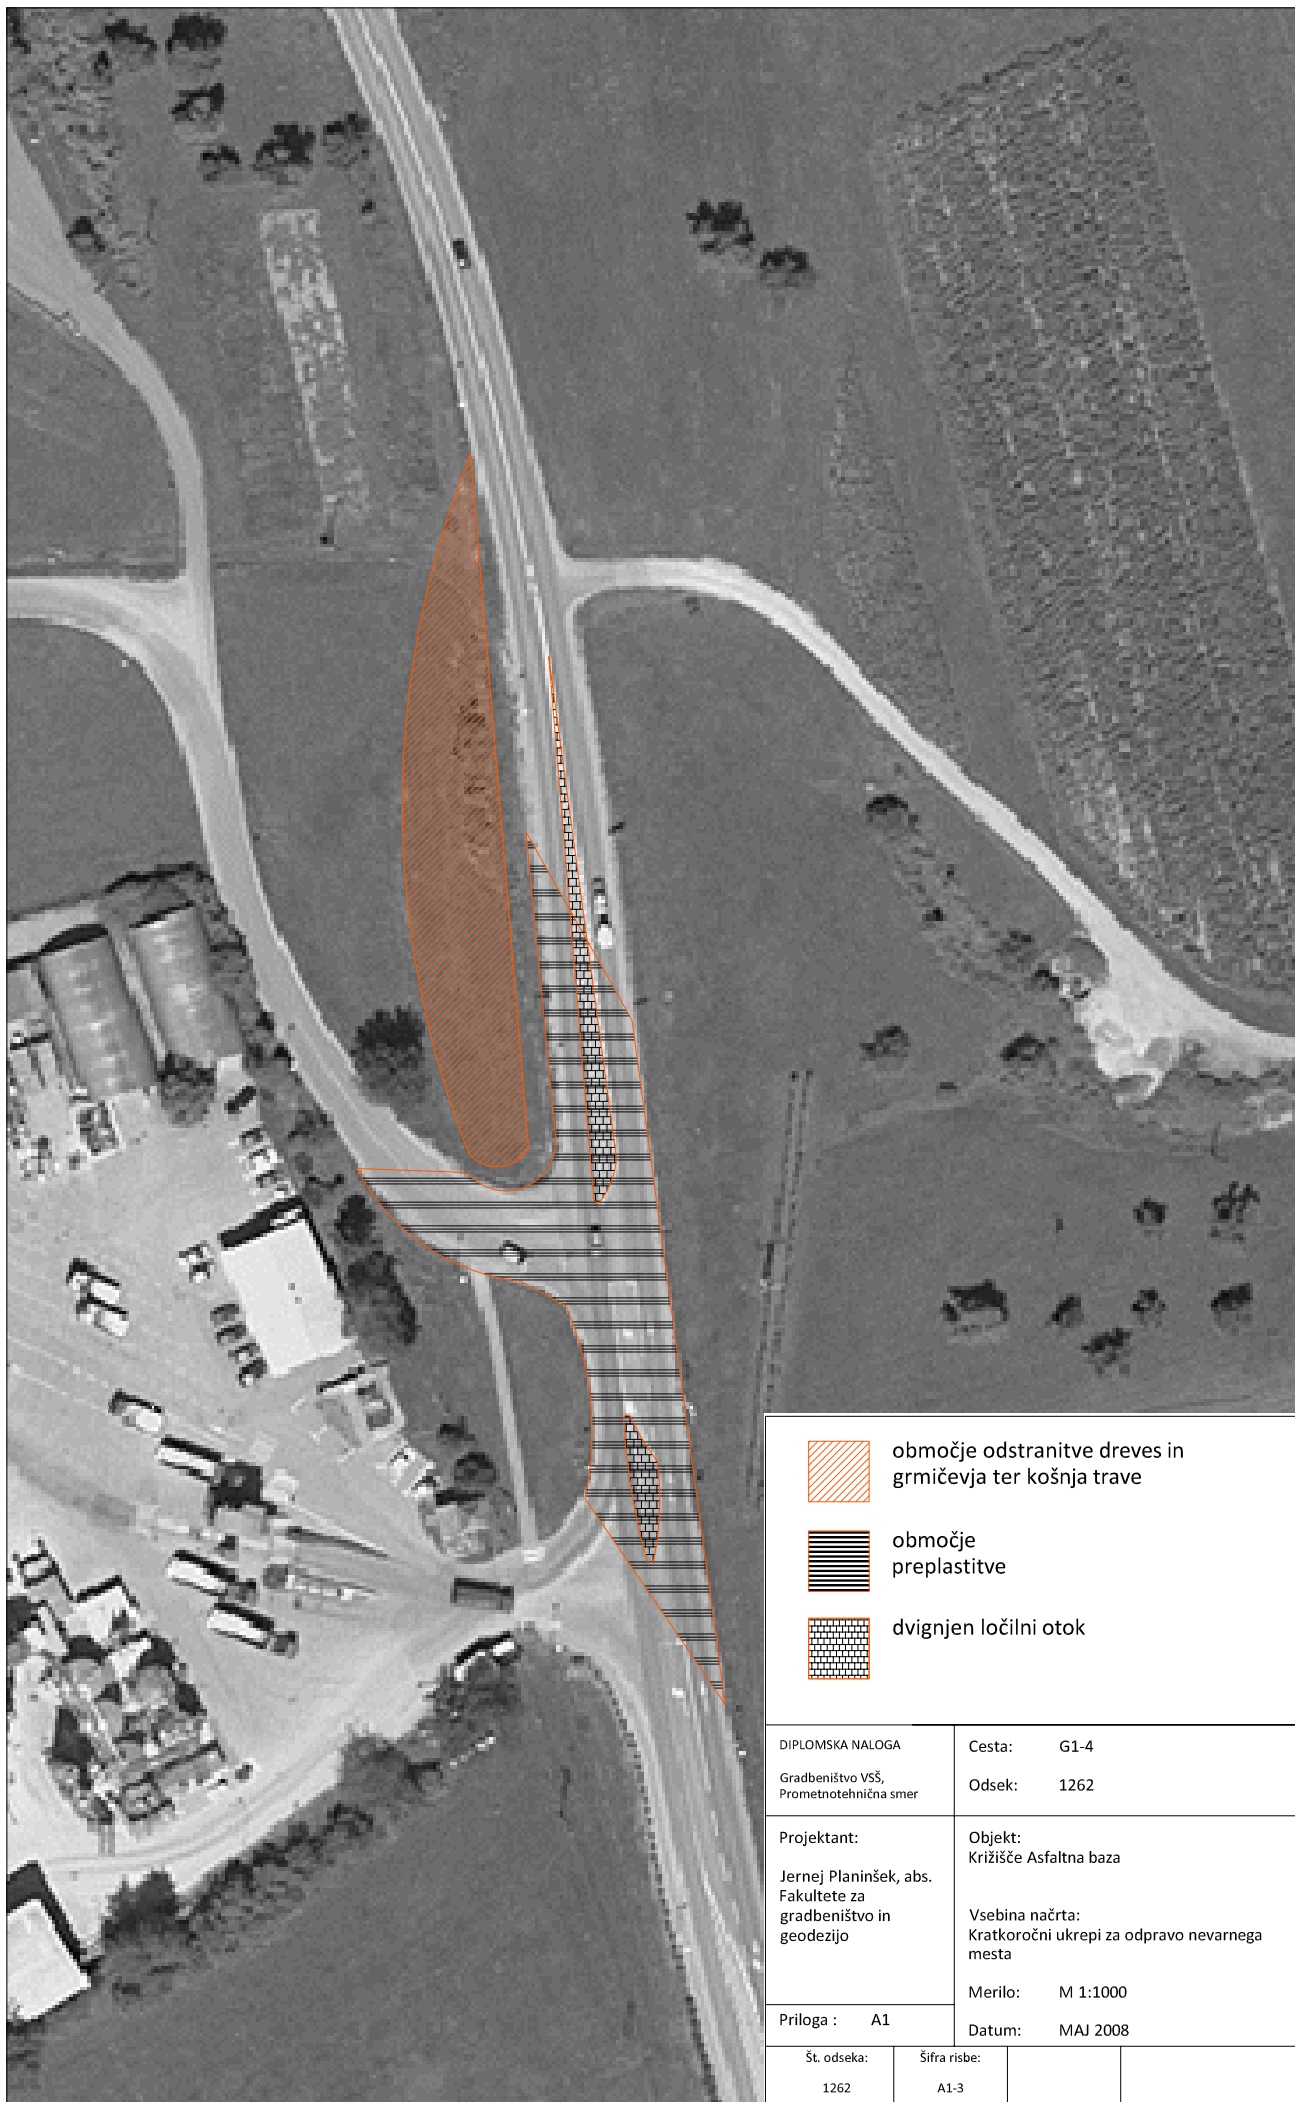 območje odstranitve dreves in
grmičevja ter košnja trave
območje
preplastitve
dvignjen ločilni otok
DIPLOMSKA NALOGA
Gradbeništvo VSŠ,
Prometnotehnična smer
Cesta: G1-4
Odsek: 1262
Projektant:
Jernej Planinšek, abs.
Fakultete za
gradbeništvo in
geodezijo
Objekt:
Križišče Asfaltna baza
Vsebina načrta:
Kratkoročni ukrepi za odpravo nevarnega
mesta
Merilo: M 1:1000
Datum: MAJ 2008
Priloga : A1
Št. odseka:
1262
Šifra risbe:
A1-3